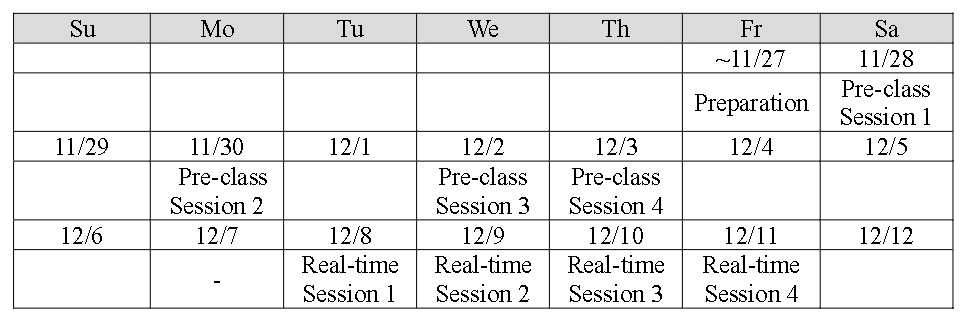 Su Mo Tu We Th Fr Sa
~11/27 11/28
Preparation Pre-class Session 1
11/29 11/30 12/1 12/2 12/3 12/4 12/5
Pre-class Pre-class Pre-class
Session 2 Session 3 Session 4
12/6 12/7 12/8 12/9 12/10 12/11 12/12
- Real-time Real-time Real-time Real-time
Session 1 Session 2 Session 3 Session 4